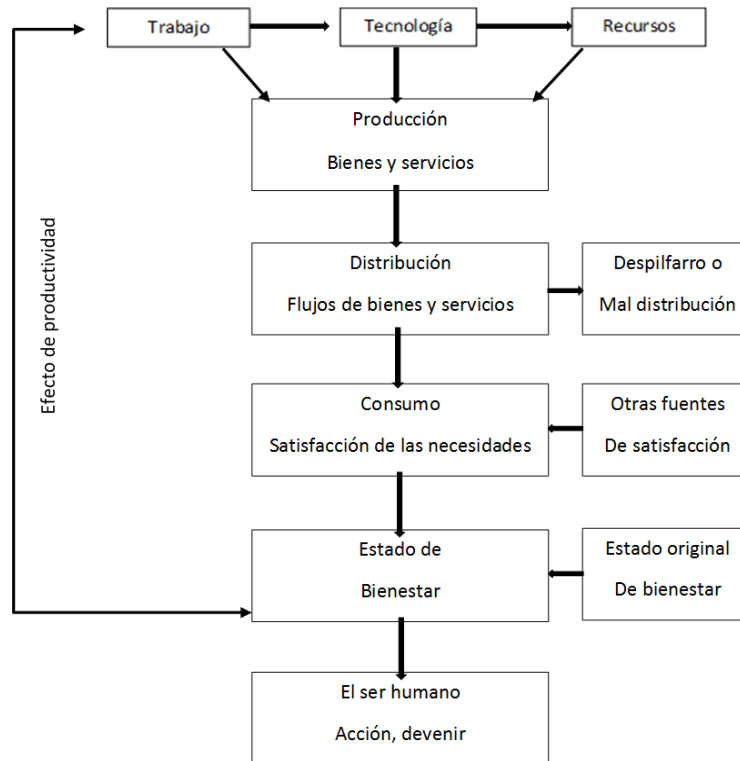 Trabajo
Tecnología
Recursos
Producción
Bienes y servicios
Distribución
Flujos de bienes y servicios
Despilfarro o
Mal distribución
Efecto de productividad
Consumo
Satisfacción de las necesidades
Otras fuentes
De satisfacción
Estado de
Bienestar
Estado original
De bienestar
El ser humano
Acción, devenir